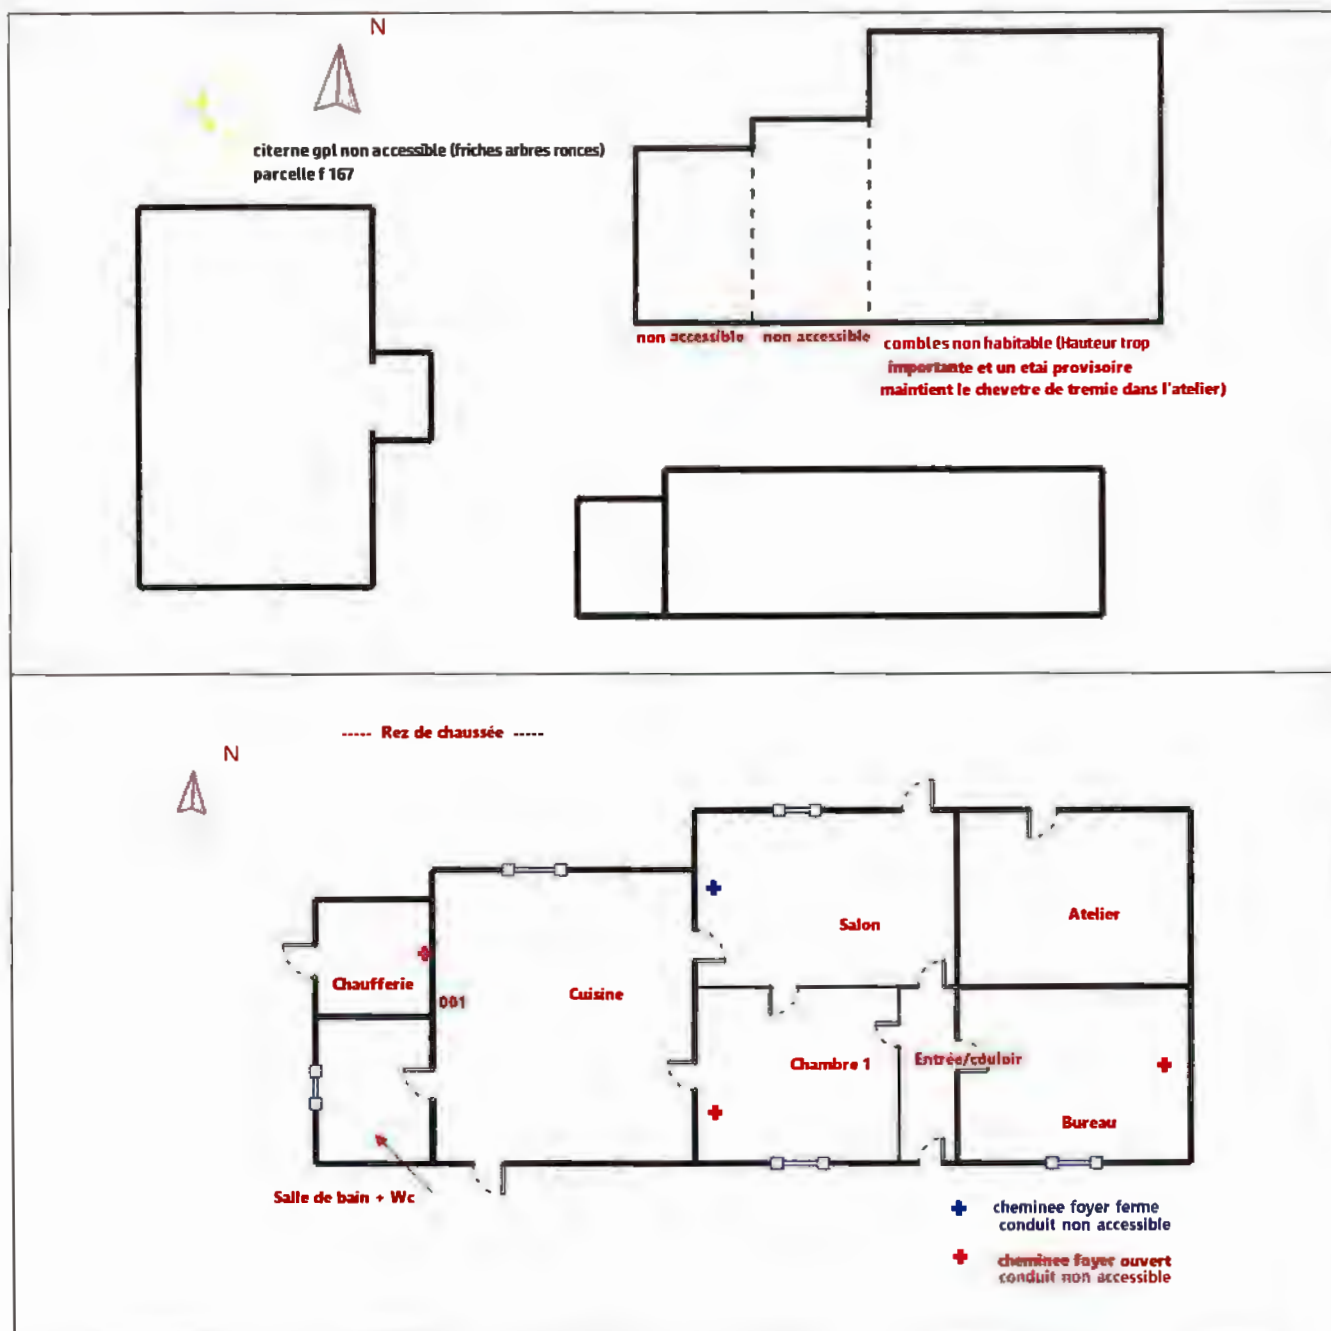 N
citerne gpl non accessible (friches arbres ronces)
parcelle f 167
non accessible
non accessible
combles non habitable (Hauteur trop
importante et un etai provisoire
maintient le chevetre de tremie dans l'atelier)
----- Rez de chaussée -----
N
Salon
Atelier
Chaufferie
001
Cuisine
Chambre 1
Entrée/couloir
Bureau
Salle de bain + Wc
cheminee foyer ferme
conduit non accessible
cheminee foyer ouvert
conduit non accessible